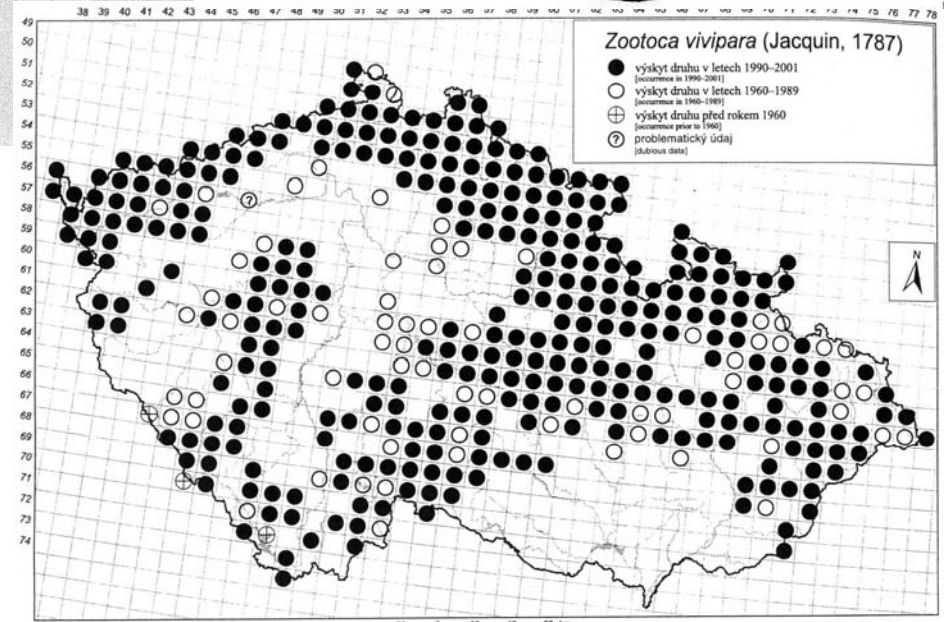 38 39 40 41 42 43 44 45 46 47 48 49 50 51 52 53 54 55 56 57 58 59 60 61 62 63 64 65 66 67 68 69 70 71 72 73 74 75 76 77 78
49
50
51
52
53
54
55
56
57
58
59
60
61
62
63
64
65
66
67
68
69
70
71
72
73
74
Zootoca vivipara (Jacquin, 1787)
výskyt druhu v letech 1990–2001
[occurrence in 1990–2001]
výskyt druhu v letech 1960–1989
[occurrence in 1960–1989]
výskyt druhu před rokem 1960
[occurrence prior to 1960]
? problematický údaj
[dubious data]
N
?